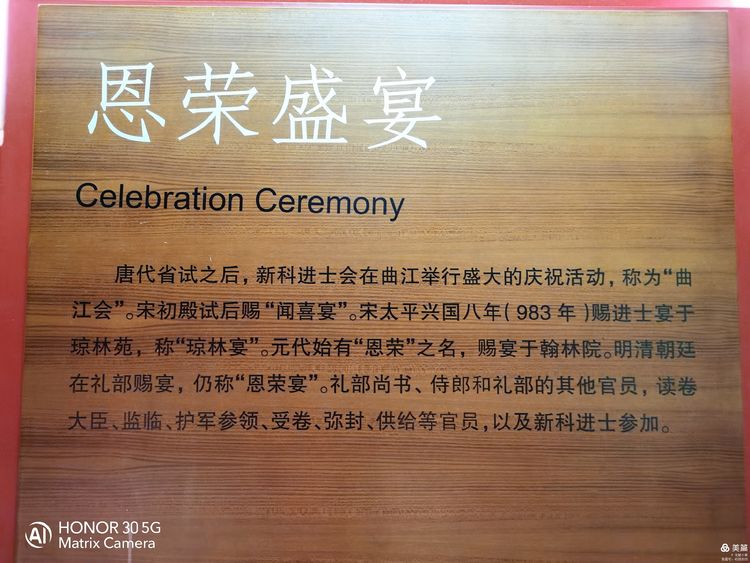 恩荣盛宴
Celebration Ceremony
唐代省试之后，新科进士会在曲江举行盛大的庆祝活动，称为“曲
江会”。宋初殿试后赐“闻喜宴”。宋太平兴国八年（983年）赐进士宴于
琼林苑，称“琼林宴”。元代始有“恩荣”之名，赐宴于翰林院。明清朝廷
在礼部赐宴，仍称“恩荣宴”。礼部尚书、侍郎和礼部的其他官员，读卷
大臣、监临、护军参领、受卷、弥封、供给等官员，以及新科进士参加。
AI HONOR 30 5G
Matrix Camera
美篇